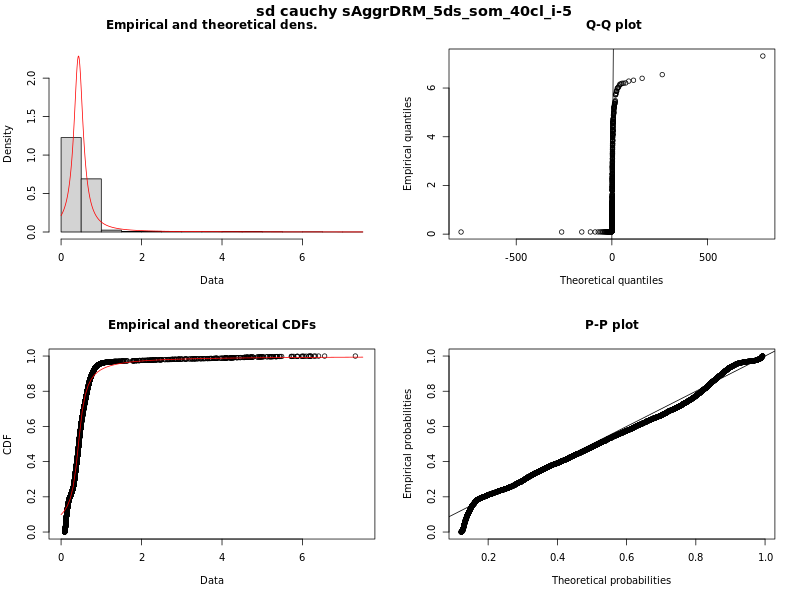 sd cauchy sAggrDRM_5ds_som_40cl_i-5
Empirical and theoretical dens.
Density
0.0 0.5 1.0 1.5 2.0
0 2 4 6
Data
Q-Q plot
Empirical quantiles
0 2 4 6
-500 0 500
Theoretical quantiles
Empirical and theoretical CDFs
CDF
0.0 0.2 0.4 0.6 0.8 1.0
0 2 4 6
Data
P-P plot
Empirical probabilities
0.0 0.2 0.4 0.6 0.8 1.0
0.2 0.4 0.6 0.8 1.0
Theoretical probabilities